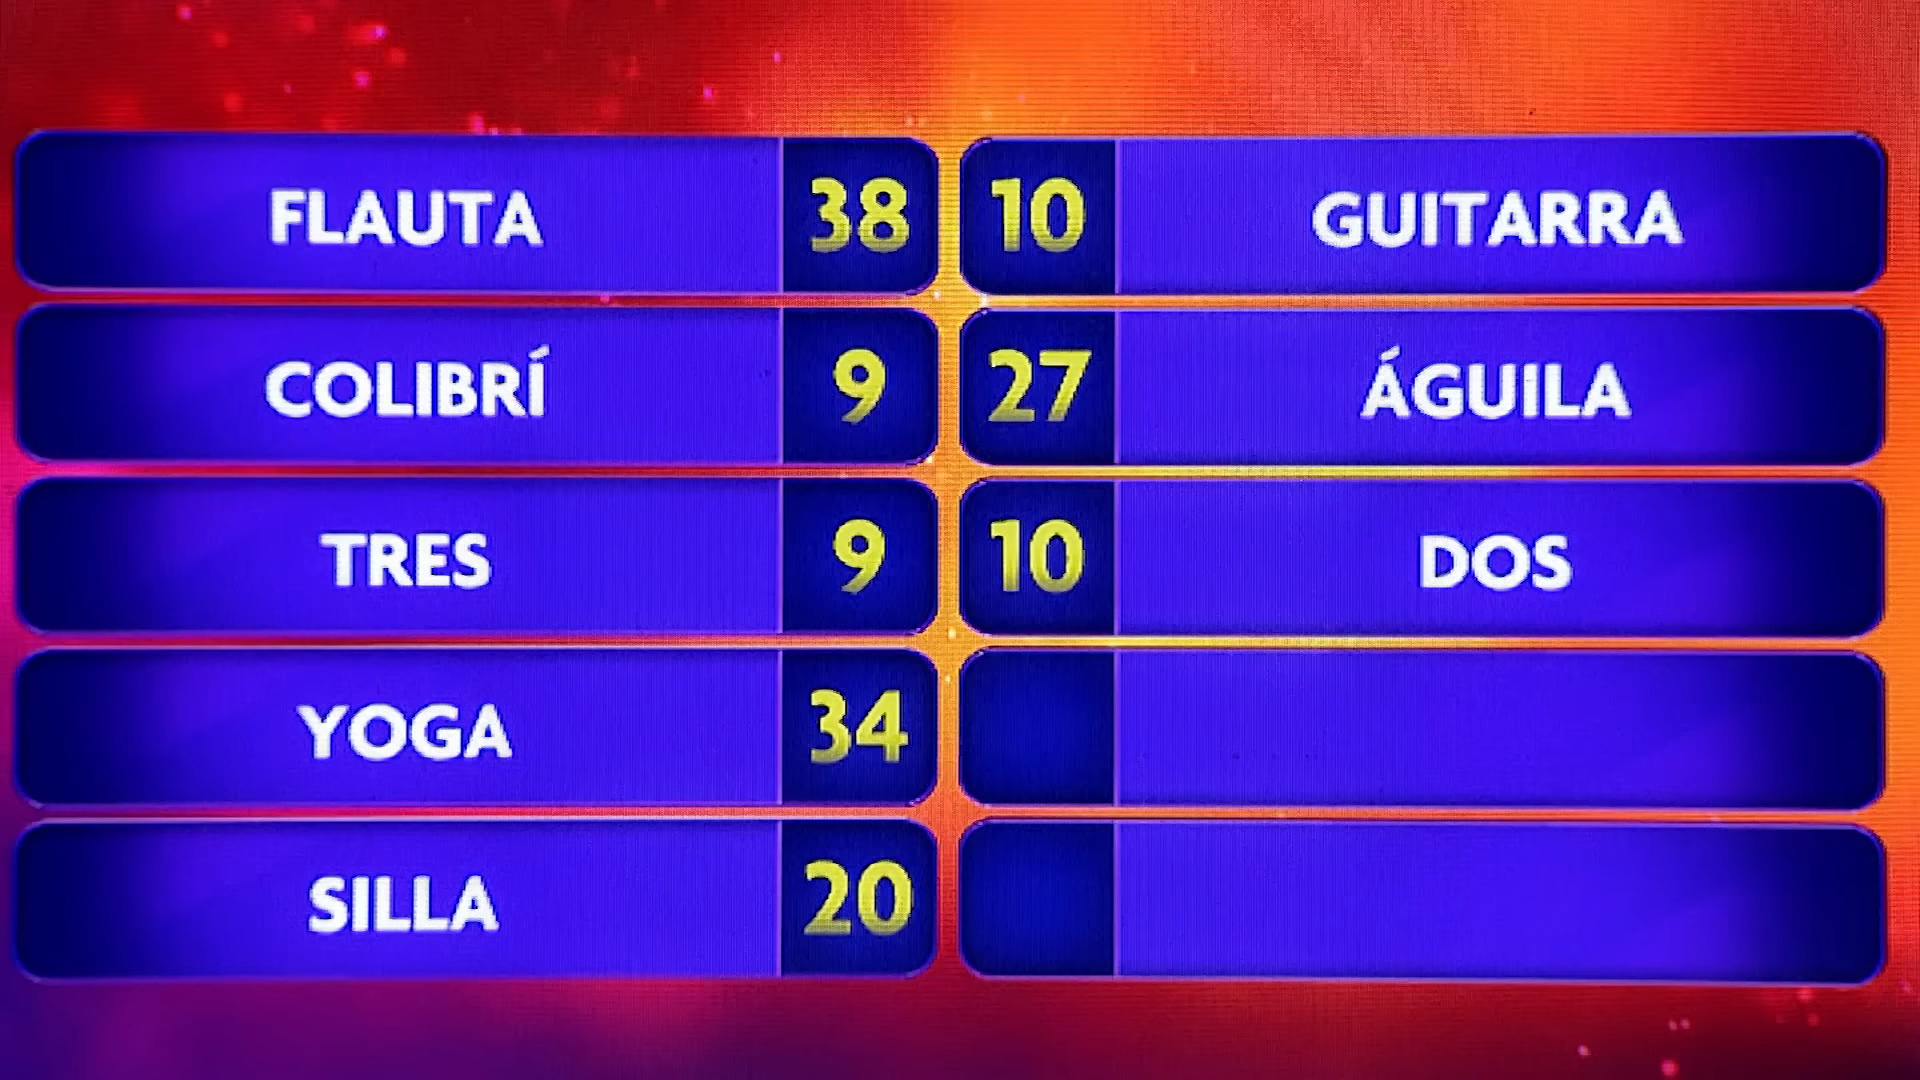 FLAUTA 38 10 GUITARRA
COLIBRÍ 9 27 ÁGUILA
TRES 9 10 DOS
YOGA 34
SILLA 20